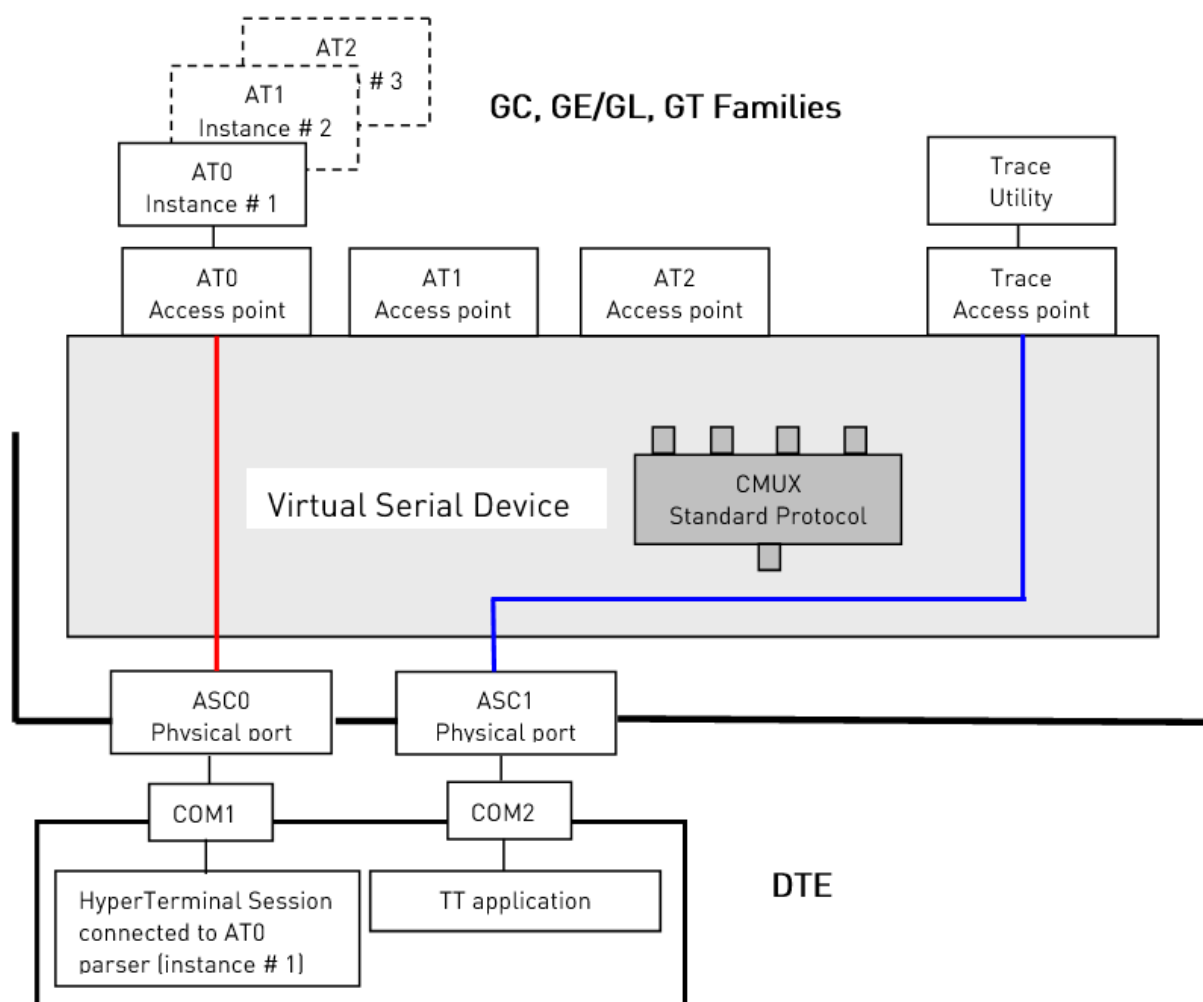 AT2
# 3
AT1
Instance # 2
GC, GE/GL, GT Families
AT0
Instance # 1
Trace
Utility
AT0
Access point
AT1
Access point
AT2
Access point
Trace
Access point
CMUX
Standard Protocol
Virtual Serial Device
ASC0
Physical port
ASC1
Physical port
COM1
COM2
HyperTerminal Session
connected to AT0
parser (instance # 1)
TT application
DTE